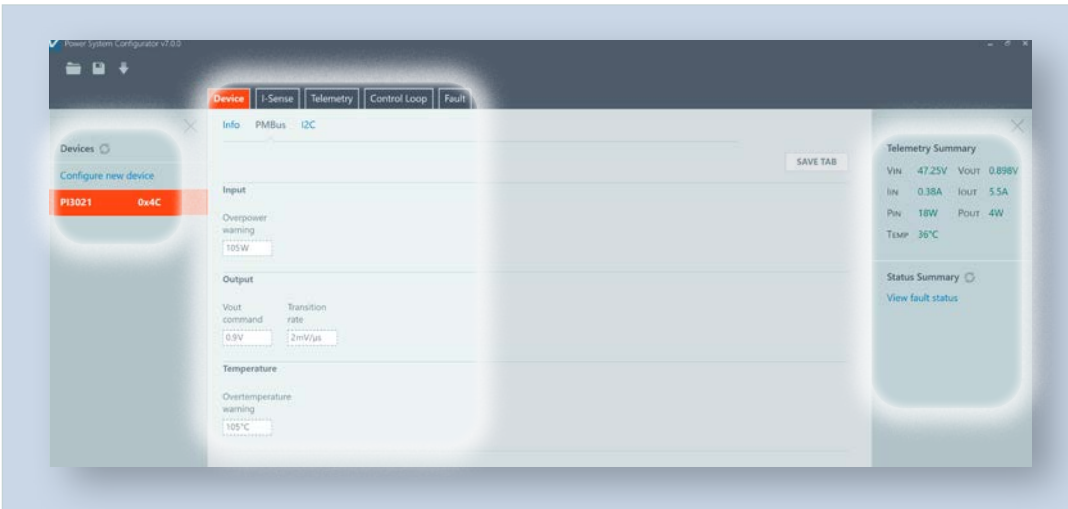 Power System Configurator v7.0.0
Device I-Sense Telemetry Control Loop Fault
Info PMBus I2C
Devices
Configure new device
PI3021 0x4C
SAVE TAB
Input
Overpower
warning
105W
Output
Vout Transition
command rate
0.9V 2mV/µs
Temperature
Overtemperature
warning
105°C
Telemetry Summary
VIN 47.25V VOUT 0.898V
IIN 0.38A IOUT 5.5A
PIN 18W POUT 4W
TEMP 36°C
Status Summary
View fault status